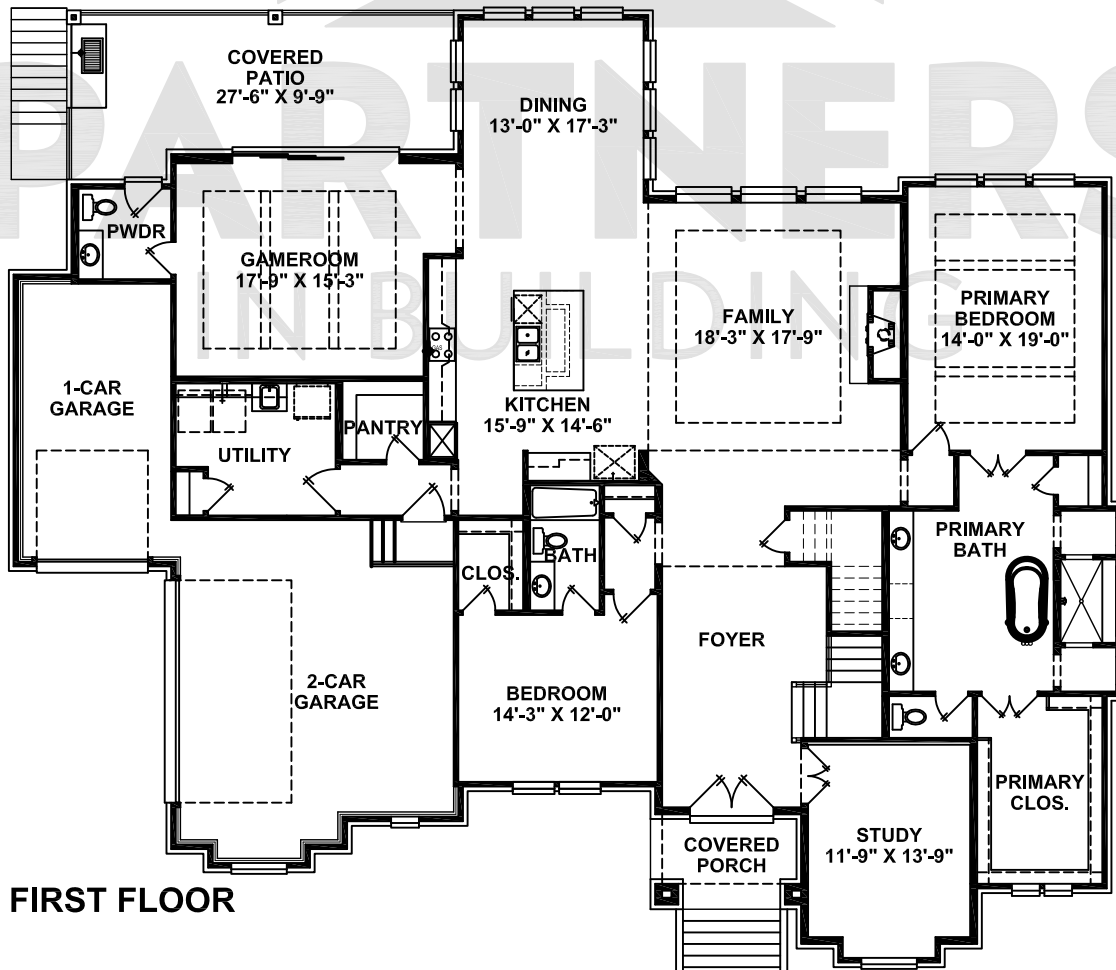 PARTNERS
IN BUILDING
COVERED
PATIO
27'-6" X 9'-9"
DINING
13'-0" X 17'-3"
PWDR
GAMEROOM
17'-9" X 15'-3"
FAMILY
18'-3" X 17'-9"
PRIMARY
BEDROOM
14'-0" X 19'-0"
1-CAR
GARAGE
KITCHEN
15'-9" X 14'-6"
PANTRY
UTILITY
PRIMARY
BATH
BATH
CLOS.
FOYER
2-CAR
GARAGE
BEDROOM
14'-3" X 12'-0"
PRIMARY
CLOS.
COVERED
PORCH
STUDY
11'-9" X 13'-9"
FIRST FLOOR